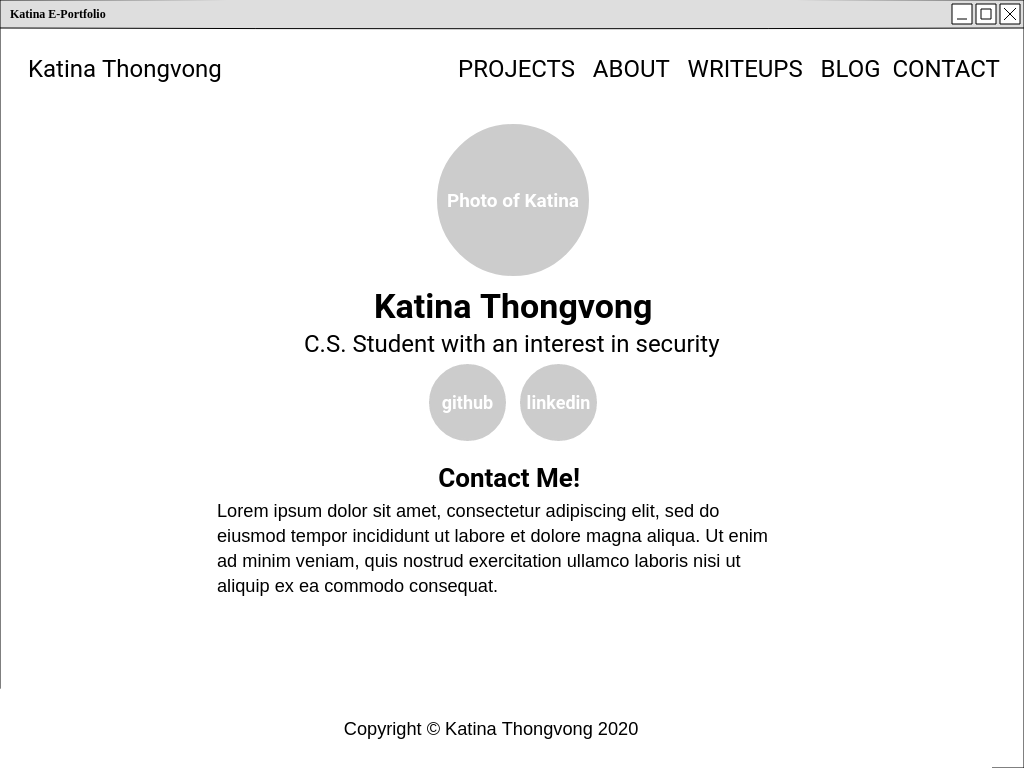 Katina E-Portfolio
Katina Thongvong
PROJECTS ABOUT WRITEUPS BLOG CONTACT
Photo of Katina
Katina Thongvong
C.S. Student with an interest in security
github linkedin
Contact Me!
Lorem ipsum dolor sit amet, consectetur adipiscing elit, sed do
eiusmod tempor incididunt ut labore et dolore magna aliqua. Ut enim
ad minim veniam, quis nostrud exercitation ullamco laboris nisi ut
aliquip ex ea commodo consequat.
Copyright © Katina Thongvong 2020